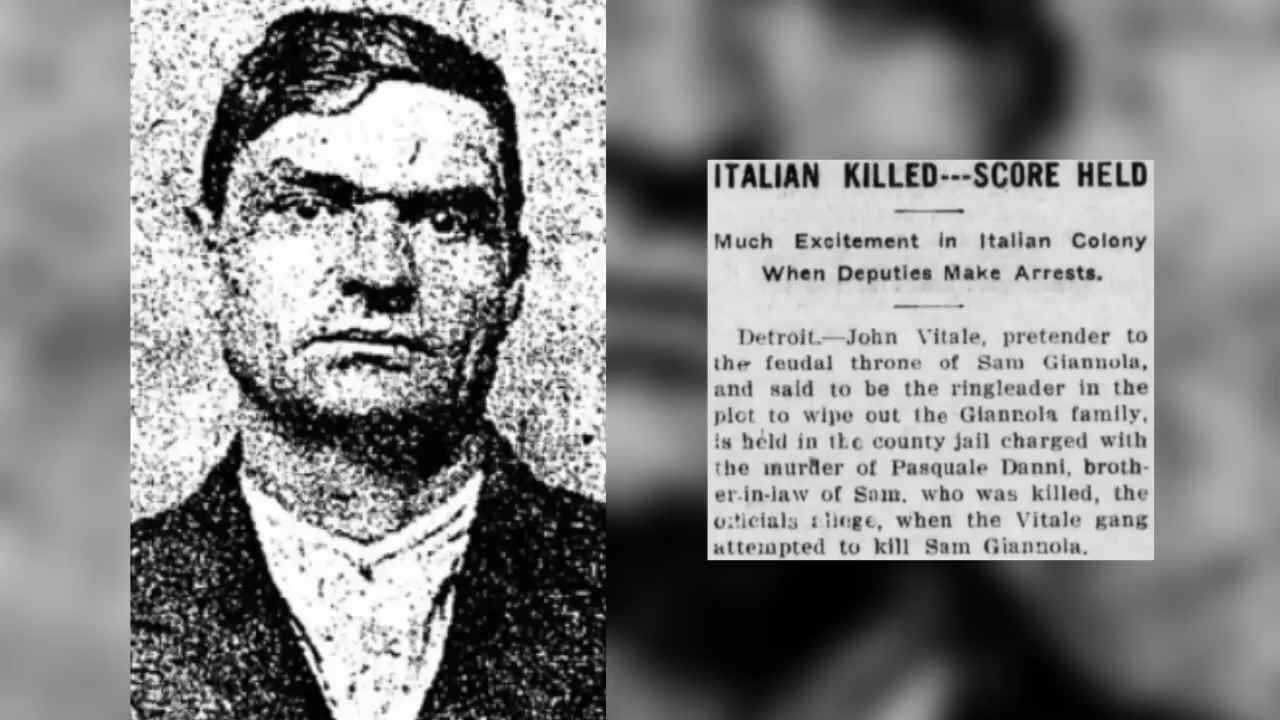 ITALIAN KILLED---SCORE HELD
Much Excitement in Italian Colony
When Deputies Make Arrests.
Detroit.—John Vitale, pretender to
the feudal throne of Sam Giannola,
and said to be the ringleader in the
plot to wipe out the Giannola family,
is held in the county jail charged with
the murder of Pasquale Danni, broth-
er-in-law of Sam, who was killed, the
officials allege, when the Vitale gang
attempted to kill Sam Giannola.